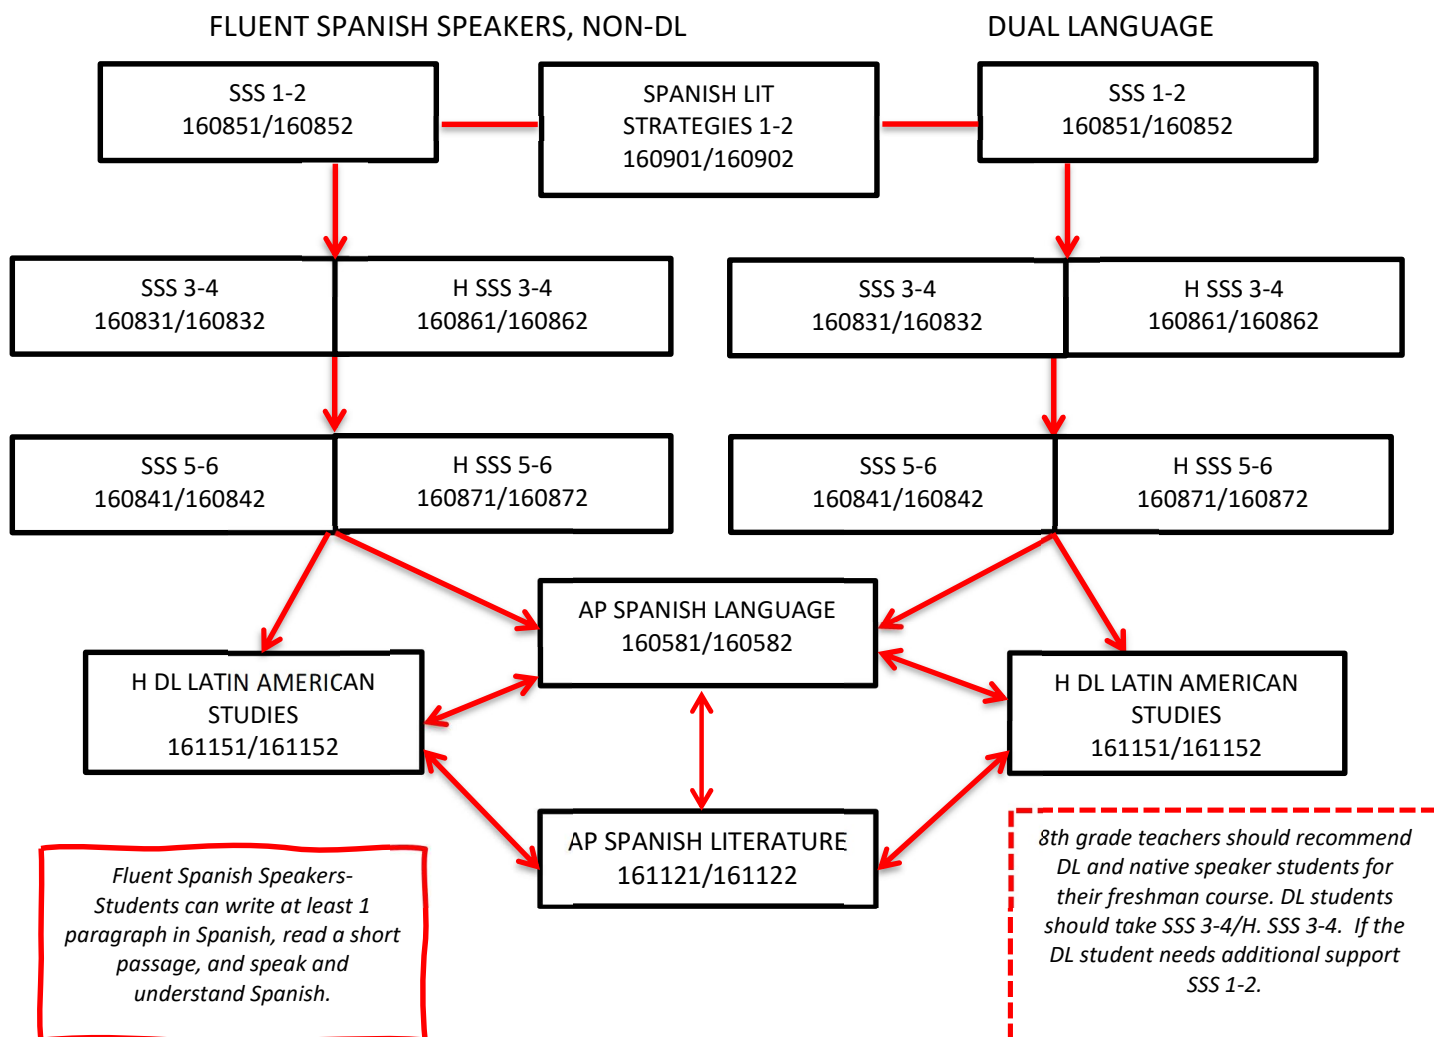 FLUENT SPANISH SPEAKERS, NON-DL
DUAL LANGUAGE
SSS 1-2
160851/160852
SPANISH LIT
STRATEGIES 1-2
160901/160902
SSS 1-2
160851/160852
SSS 3-4
160831/160832
H SSS 3-4
160861/160862
SSS 3-4
160831/160832
H SSS 3-4
160861/160862
SSS 5-6
160841/160842
H SSS 5-6
160871/160872
SSS 5-6
160841/160842
H SSS 5-6
160871/160872
AP SPANISH LANGUAGE
160581/160582
H DL LATIN AMERICAN
STUDIES
161151/161152
H DL LATIN AMERICAN
STUDIES
161151/161152
AP SPANISH LITERATURE
161121/161122
Fluent Spanish Speakers-
Students can write at least 1
paragraph in Spanish, read a short
passage, and speak and
understand Spanish.
8th grade teachers should recommend
DL and native speaker students for
their freshman course. DL students
should take SSS 3-4/H. SSS 3-4.  If the
DL student needs additional support
SSS 1-2.